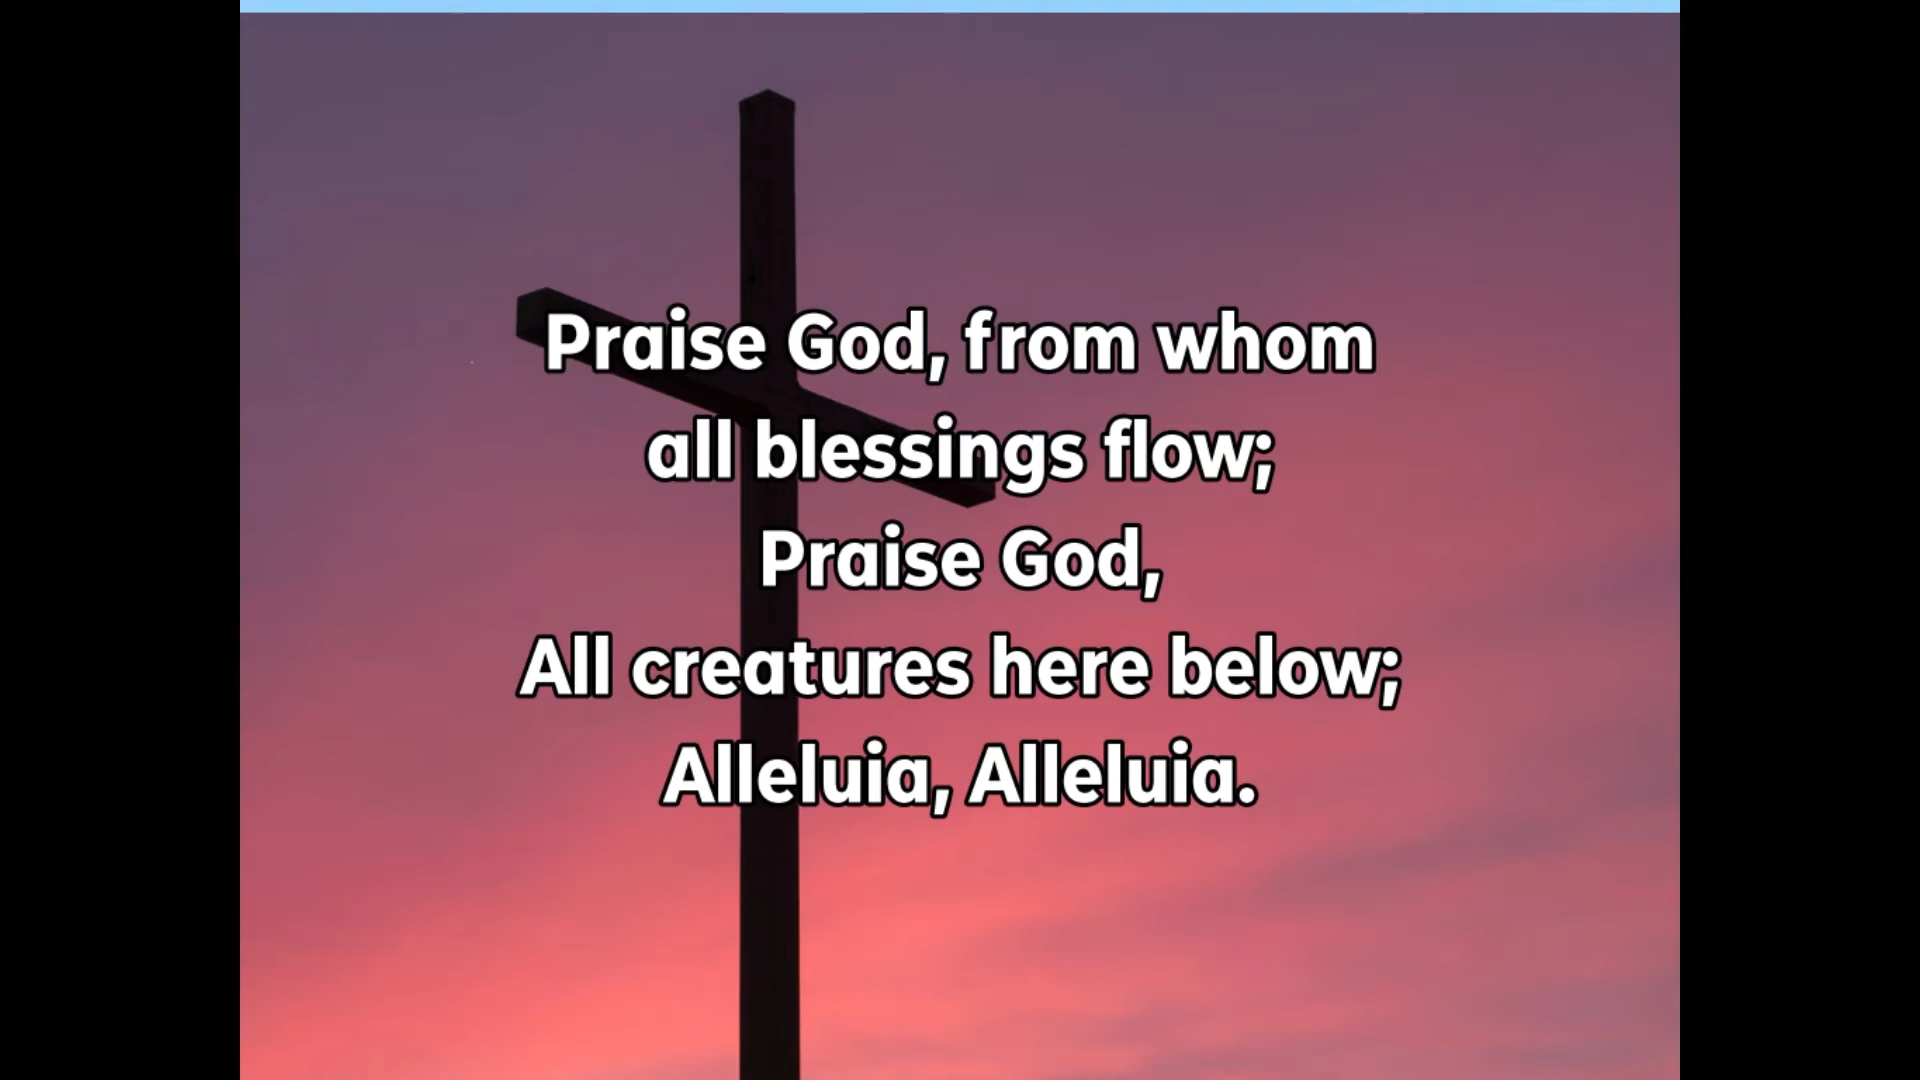 Praise God, from whom
all blessings flow;
Praise God,
All creatures here below;
Alleluia, Alleluia.